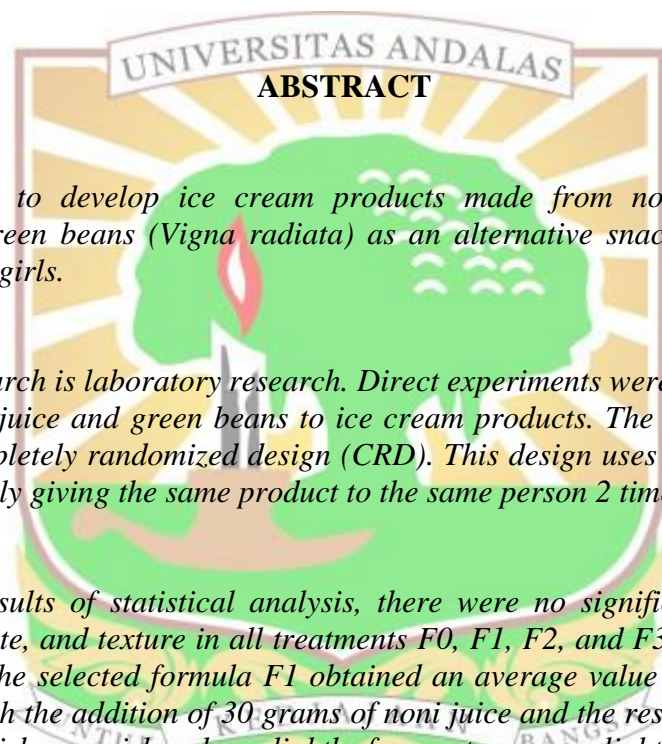 UNIVERSITAS ANDALAS
ABSTRACT
to develop ice cream products made from no
green beans (Vigna radiata) as an alternative snac
girls.
arch is laboratory research. Direct experiments were
juice and green beans to ice cream products. The
pletely randomized design (CRD). This design uses
ly giving the same product to the same person 2 time
sults of statistical analysis, there were no signific
te, and texture in all treatments F0, F1, F2, and F3
he selected formula F1 obtained an average value
h the addition of 30 grams of noni juice and the res